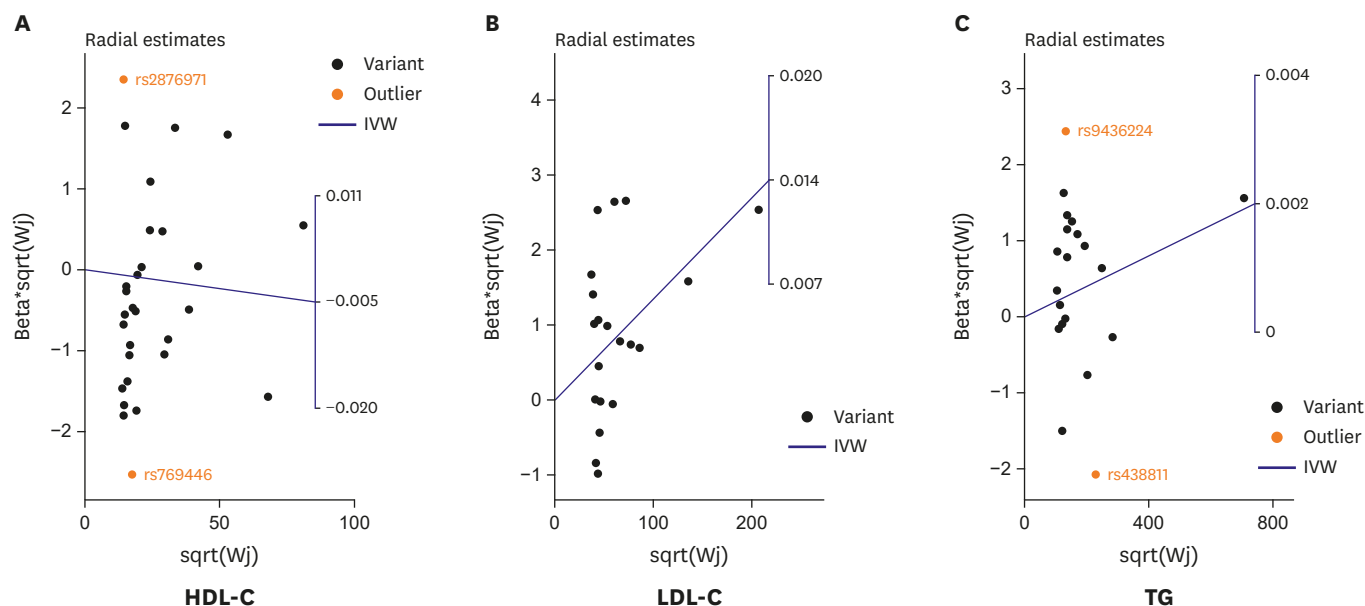 A
Radial estimates
rs2876971
Variant
Outlier
IVW
2
1
0
−1
−2
Beta*sqrt(Wj)
0.011
−0.005
−0.020
rs769446
0
50
100
sqrt(Wj)
HDL-C
B
Radial estimates
4
3
2
1
0
−1
Beta*sqrt(Wj)
0.020
0.014
0.007
Variant
IVW
0
100
200
sqrt(Wj)
LDL-C
C
Radial estimates
3
2
1
0
−1
−2
Beta*sqrt(Wj)
rs9436224
0.004
0.002
0
Variant
Outlier
IVW
rs438811
0
400
800
sqrt(Wj)
TG